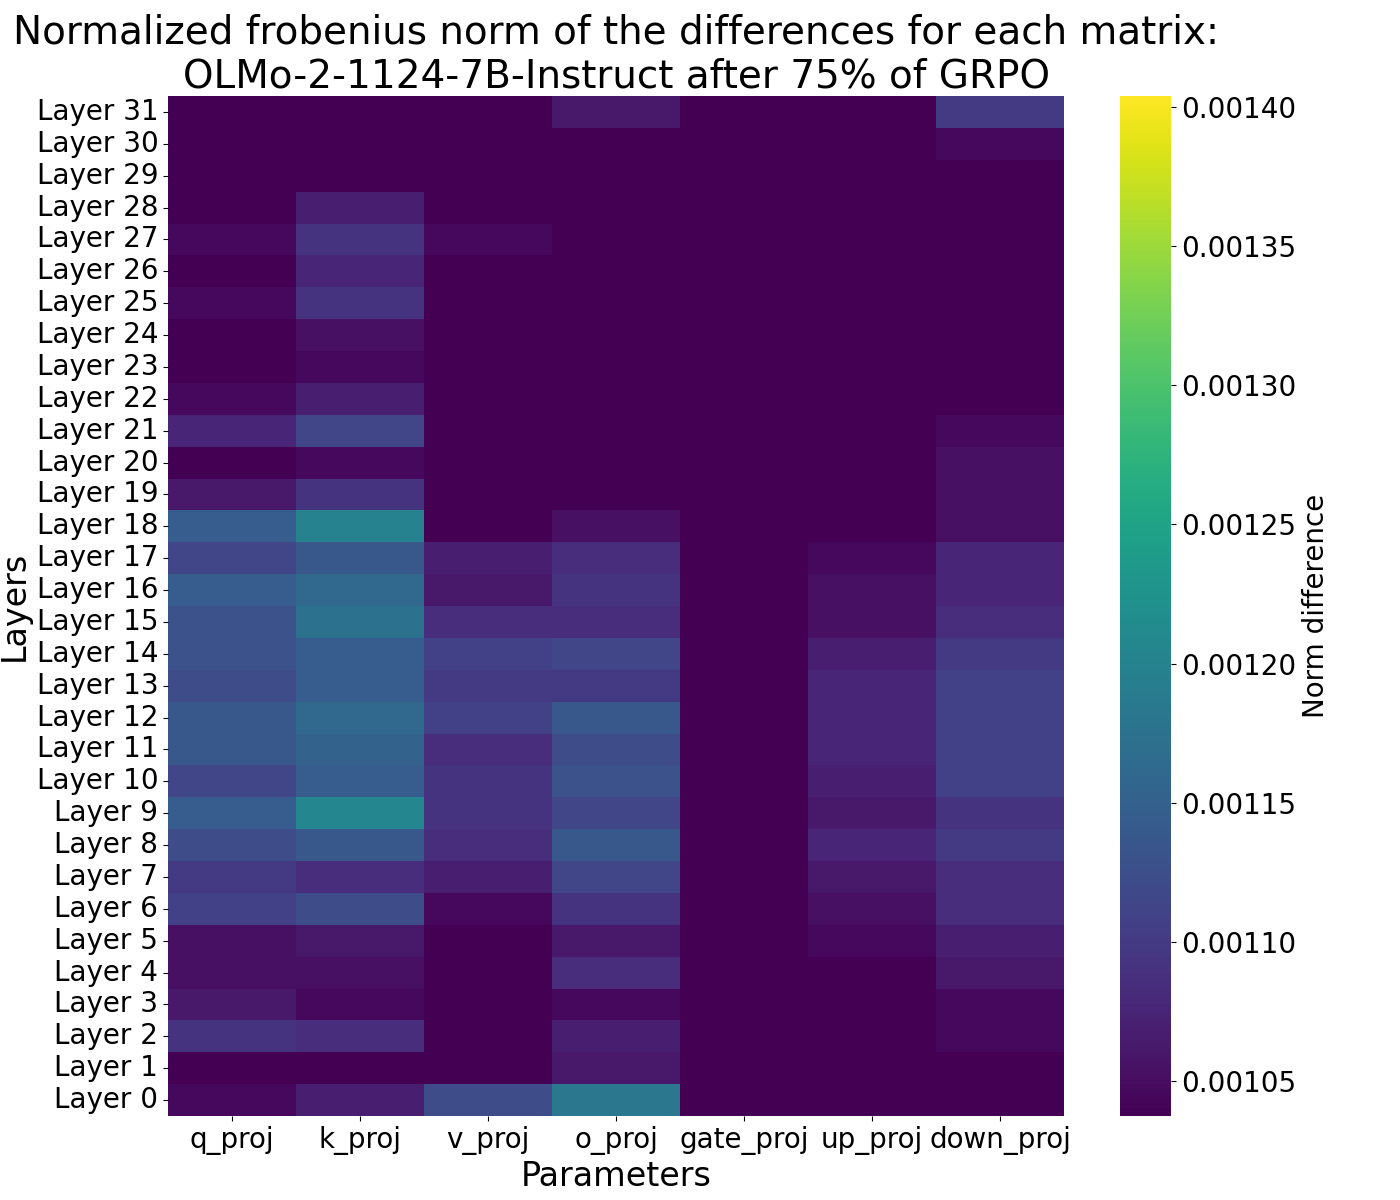 Normalized frobenius norm of the differences for each matrix:
OLMo-2-1124-7B-Instruct after 75% of GRPO
Layers
Layer 31
Layer 30
Layer 29
Layer 28
Layer 27
Layer 26
Layer 25
Layer 24
Layer 23
Layer 22
Layer 21
Layer 20
Layer 19
Layer 18
Layer 17
Layer 16
Layer 15
Layer 14
Layer 13
Layer 12
Layer 11
Layer 10
Layer 9
Layer 8
Layer 7
Layer 6
Layer 5
Layer 4
Layer 3
Layer 2
Layer 1
Layer 0
q_proj k_proj v_proj o_proj gate_proj up_proj down_proj
Parameters
0.00140
0.00135
0.00130
0.00125
0.00120
0.00115
0.00110
0.00105
Norm difference